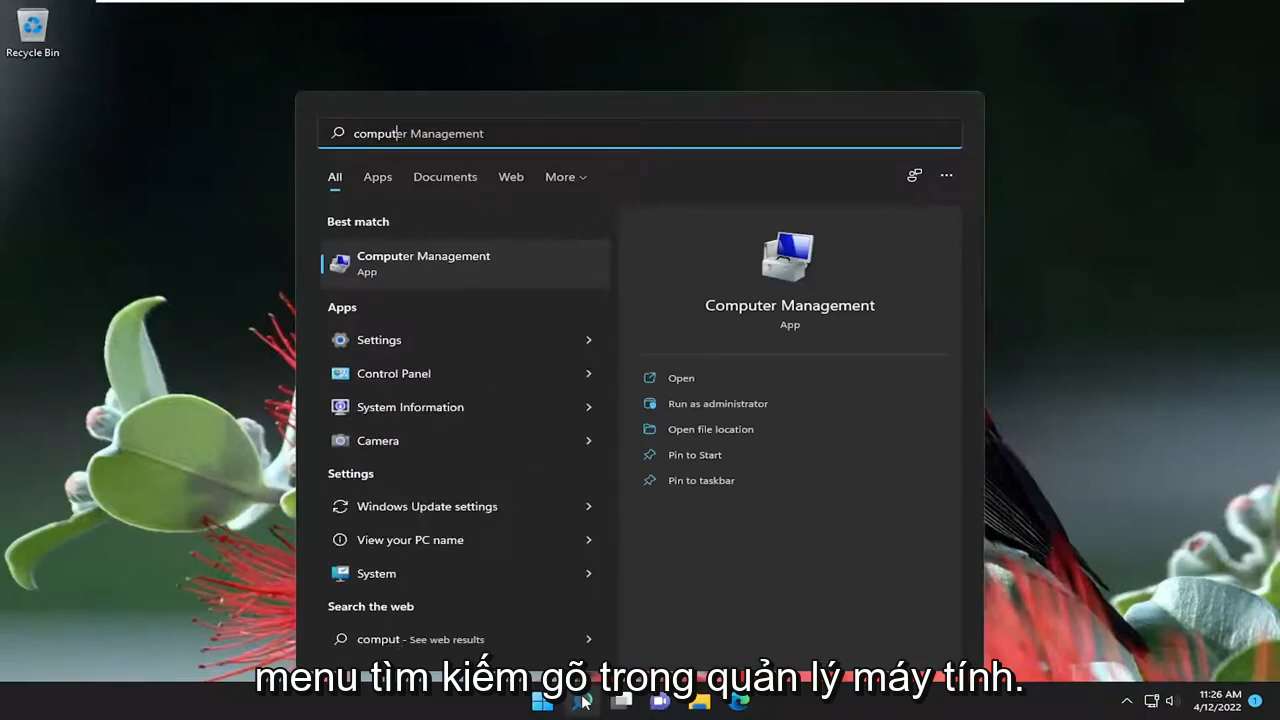 Recycle Bin
computer Management
All Apps Documents Web More
Best match
Computer Management
App
Apps
Settings
Control Panel
System Information
Camera
Settings
Windows Update settings
View your PC name
System
Search the web
comput - See web results
Computer Management
App
Open
Run as administrator
Open file location
Pin to Start
Pin to taskbar
menu tìm kiếm gõ trong quản lý máy tính.
11:26 AM
4/12/2022
1